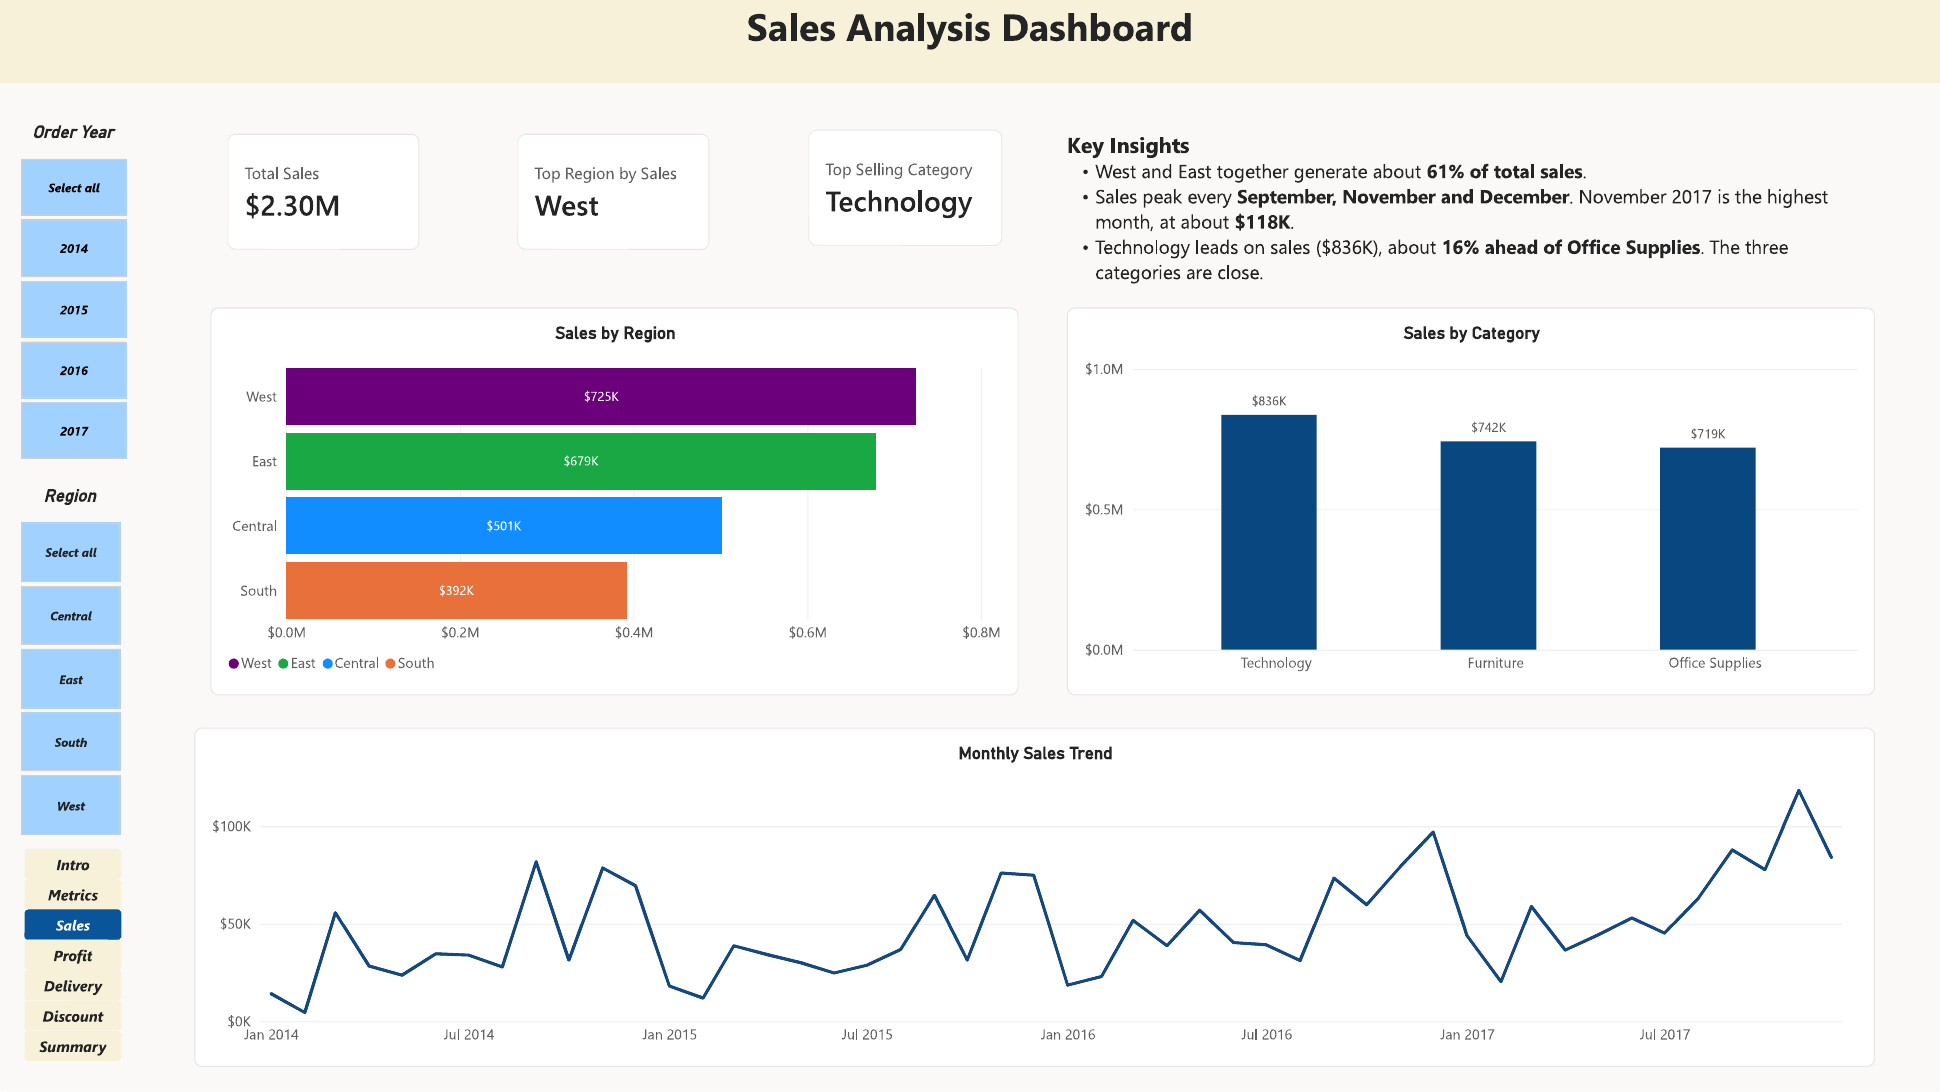 Sales Analysis Dashboard
Order Year
Select all
2014
2015
2016
2017
Region
Select all
Central
East
South
West
Intro
Metrics
Sales
Profit
Delivery
Discount
Summary
Total Sales
$2.30M
Top Region by Sales
West
Top Selling Category
Technology
Key Insights
• West and East together generate about 61% of total sales.
• Sales peak every September, November and December. November 2017 is the highest
month, at about $118K.
• Technology leads on sales ($836K), about 16% ahead of Office Supplies. The three
categories are close.
Sales by Region
West
$725K
East
$679K
Central
$501K
South
$392K
$0.0M $0.2M $0.4M $0.6M $0.8M
West East Central South
Sales by Category
$1.0M
$0.5M
$0.0M
$836K
$742K
$719K
Technology Furniture Office Supplies
Monthly Sales Trend
$100K
$50K
$0K
Jan 2014 Jul 2014 Jan 2015 Jul 2015 Jan 2016 Jul 2016 Jan 2017 Jul 2017